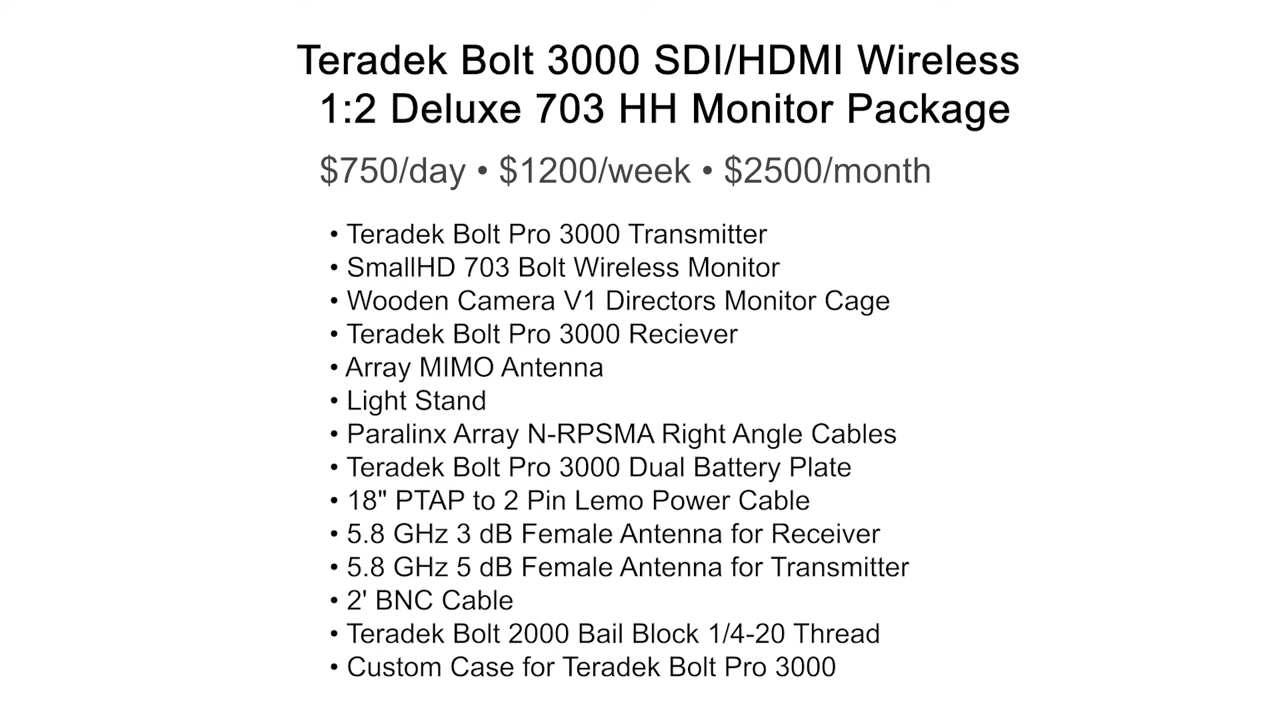 Teradek Bolt 3000 SDI/HDMI Wireless
1:2 Deluxe 703 HH Monitor Package
$750/day • $1200/week • $2500/month
• Teradek Bolt Pro 3000 Transmitter
• SmallHD 703 Bolt Wireless Monitor
• Wooden Camera V1 Directors Monitor Cage
• Teradek Bolt Pro 3000 Reciever
• Array MIMO Antenna
• Light Stand
• Paralinx Array N-RPSMA Right Angle Cables
• Teradek Bolt Pro 3000 Dual Battery Plate
• 18" PTAP to 2 Pin Lemo Power Cable
• 5.8 GHz 3 dB Female Antenna for Receiver
• 5.8 GHz 5 dB Female Antenna for Transmitter
• 2' BNC Cable
• Teradek Bolt 2000 Bail Block 1/4-20 Thread
• Custom Case for Teradek Bolt Pro 3000